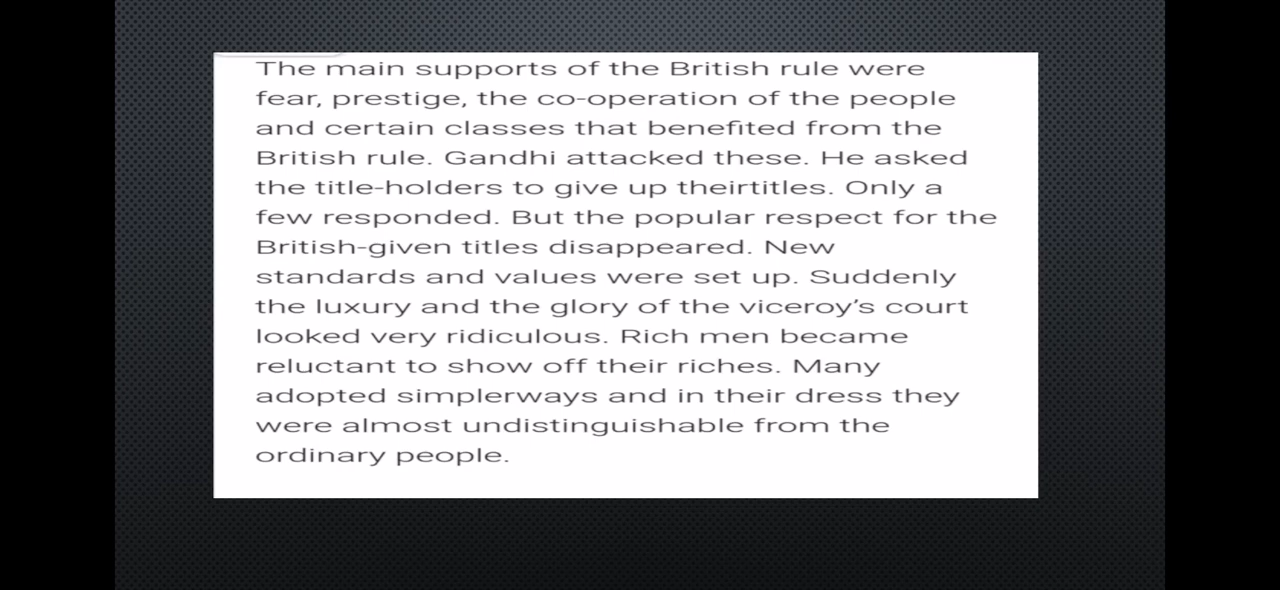 The main supports of the British rule were
fear, prestige, the co-operation of the people
and certain classes that benefited from the
British rule. Gandhi attacked these. He asked
the title-holders to give up theirtitles. Only a
few responded. But the popular respect for the
British-given titles disappeared. New
standards and values were set up. Suddenly
the luxury and the glory of the viceroy’s court
looked very ridiculous. Rich men became
reluctant to show off their riches. Many
adopted simplerways and in their dress they
were almost undistinguishable from the
ordinary people.